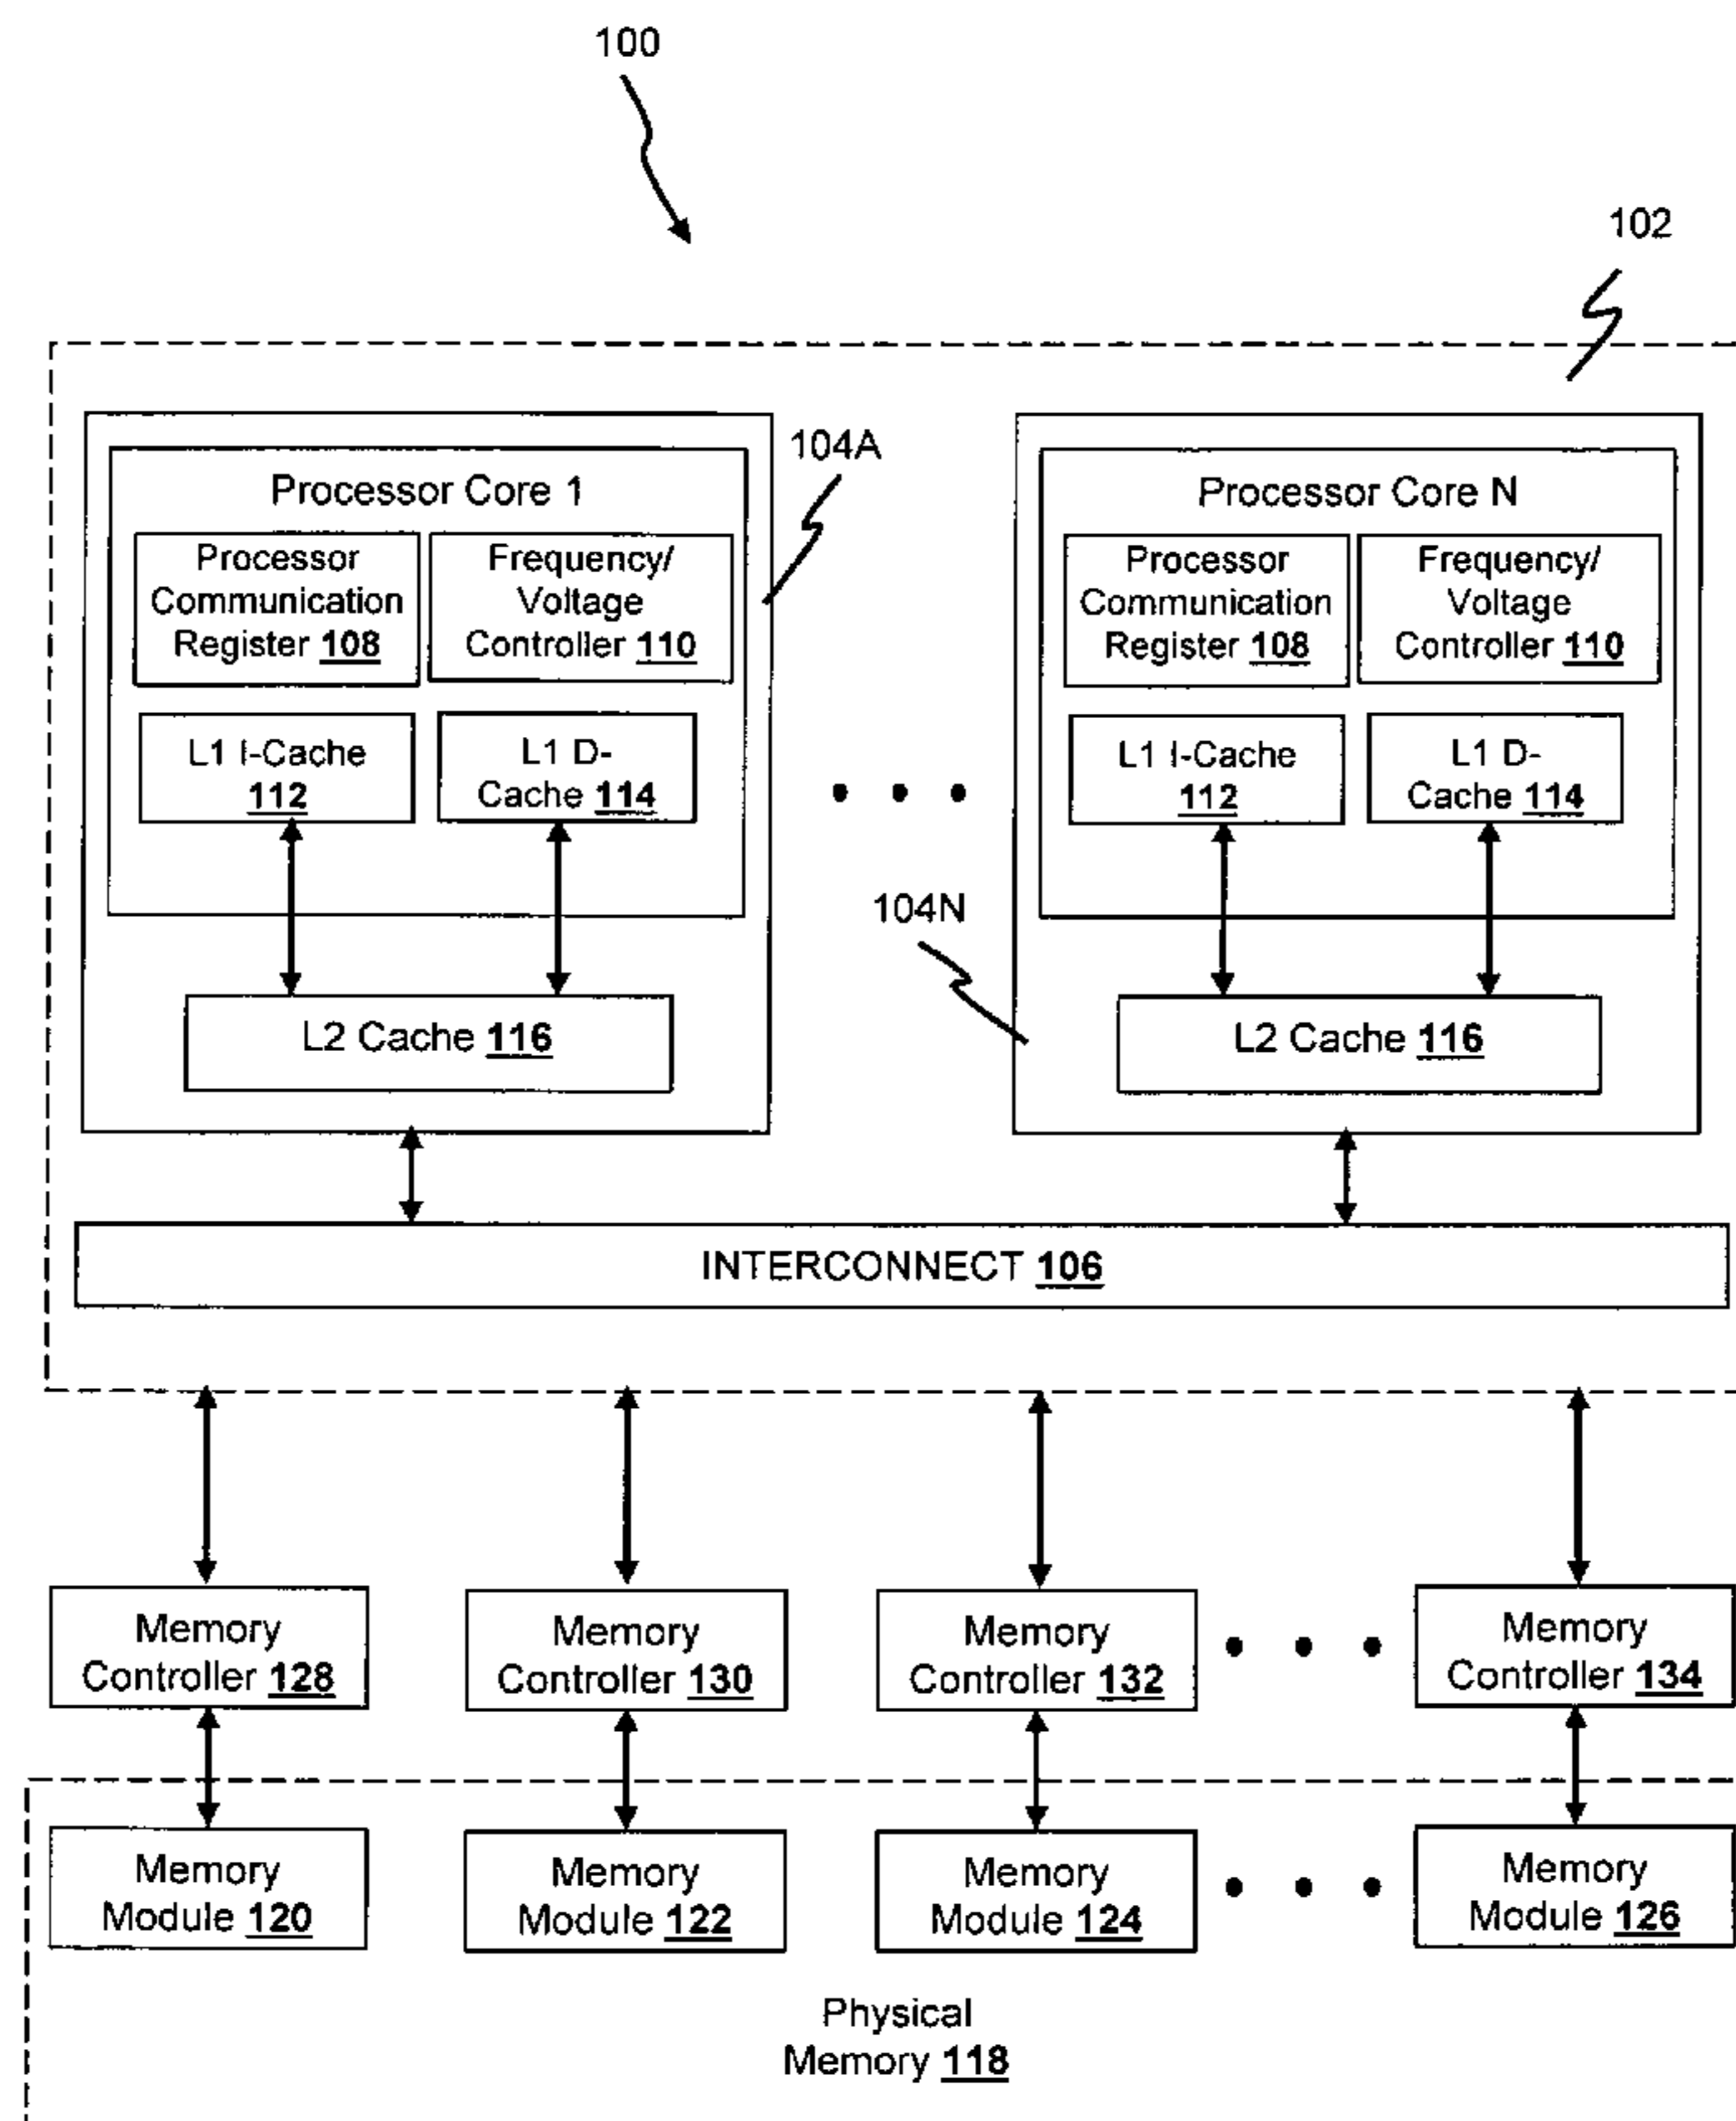 100
102
104A
Processor Core 1
Processor
Communication
Register 108
Frequency/
Voltage
Controller 110
L1 I-Cache
112
L1 D-
Cache 114
L2 Cache 116
104N
Processor Core N
Processor
Communication
Register 108
Frequency/
Voltage
Controller 110
L1 I-Cache
112
L1 D-
Cache 114
L2 Cache 116
INTERCONNECT 106
Memory
Controller 128
Memory
Controller 130
Memory
Controller 132
Memory
Controller 134
Memory
Module 120
Memory
Module 122
Memory
Module 124
Memory
Module 126
Physical
Memory 118